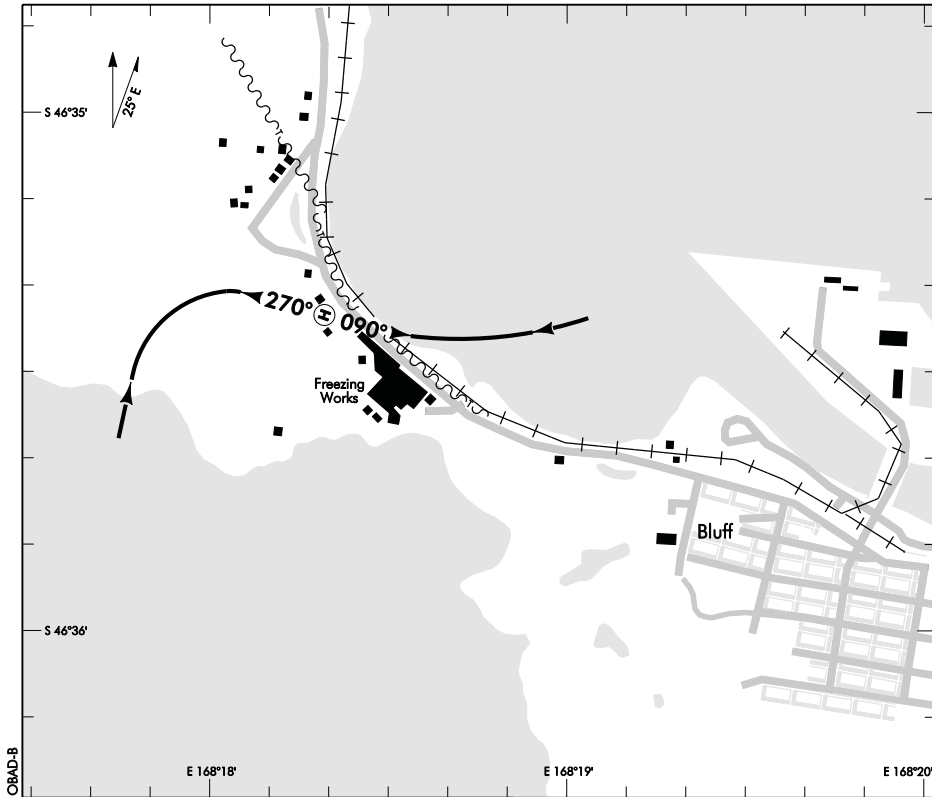 25° E
S 46°35'
270° H 090°
Freezing
Works
Bluff
S 46°36'
OBAD-B
E 168°18'
E 168°19'
E 168°20'